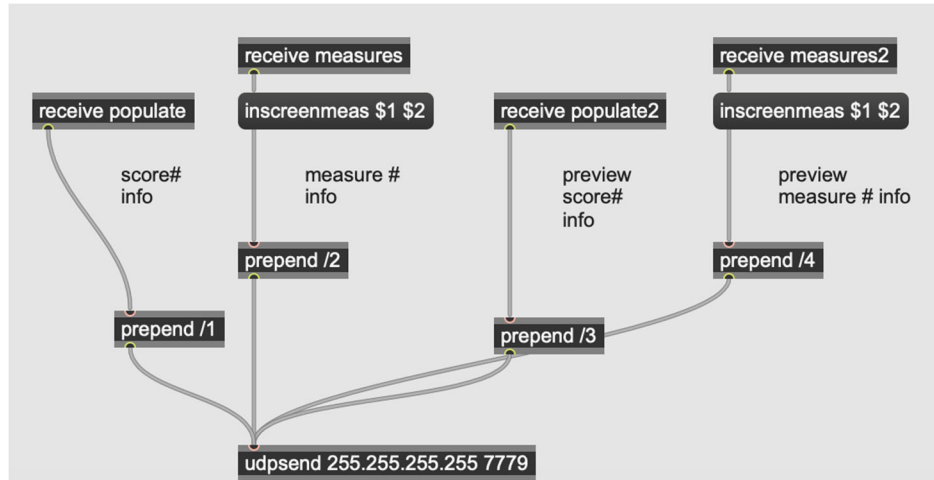 receive measures
receive measures2
receive populate
inscreenmeas $1 $2
receive populate2
inscreenmeas $1 $2
score#
info
measure #
info
preview
score#
info
preview
measure # info
prepend /2
prepend /4
prepend /1
prepend /3
udpsend 255.255.255.255 7779